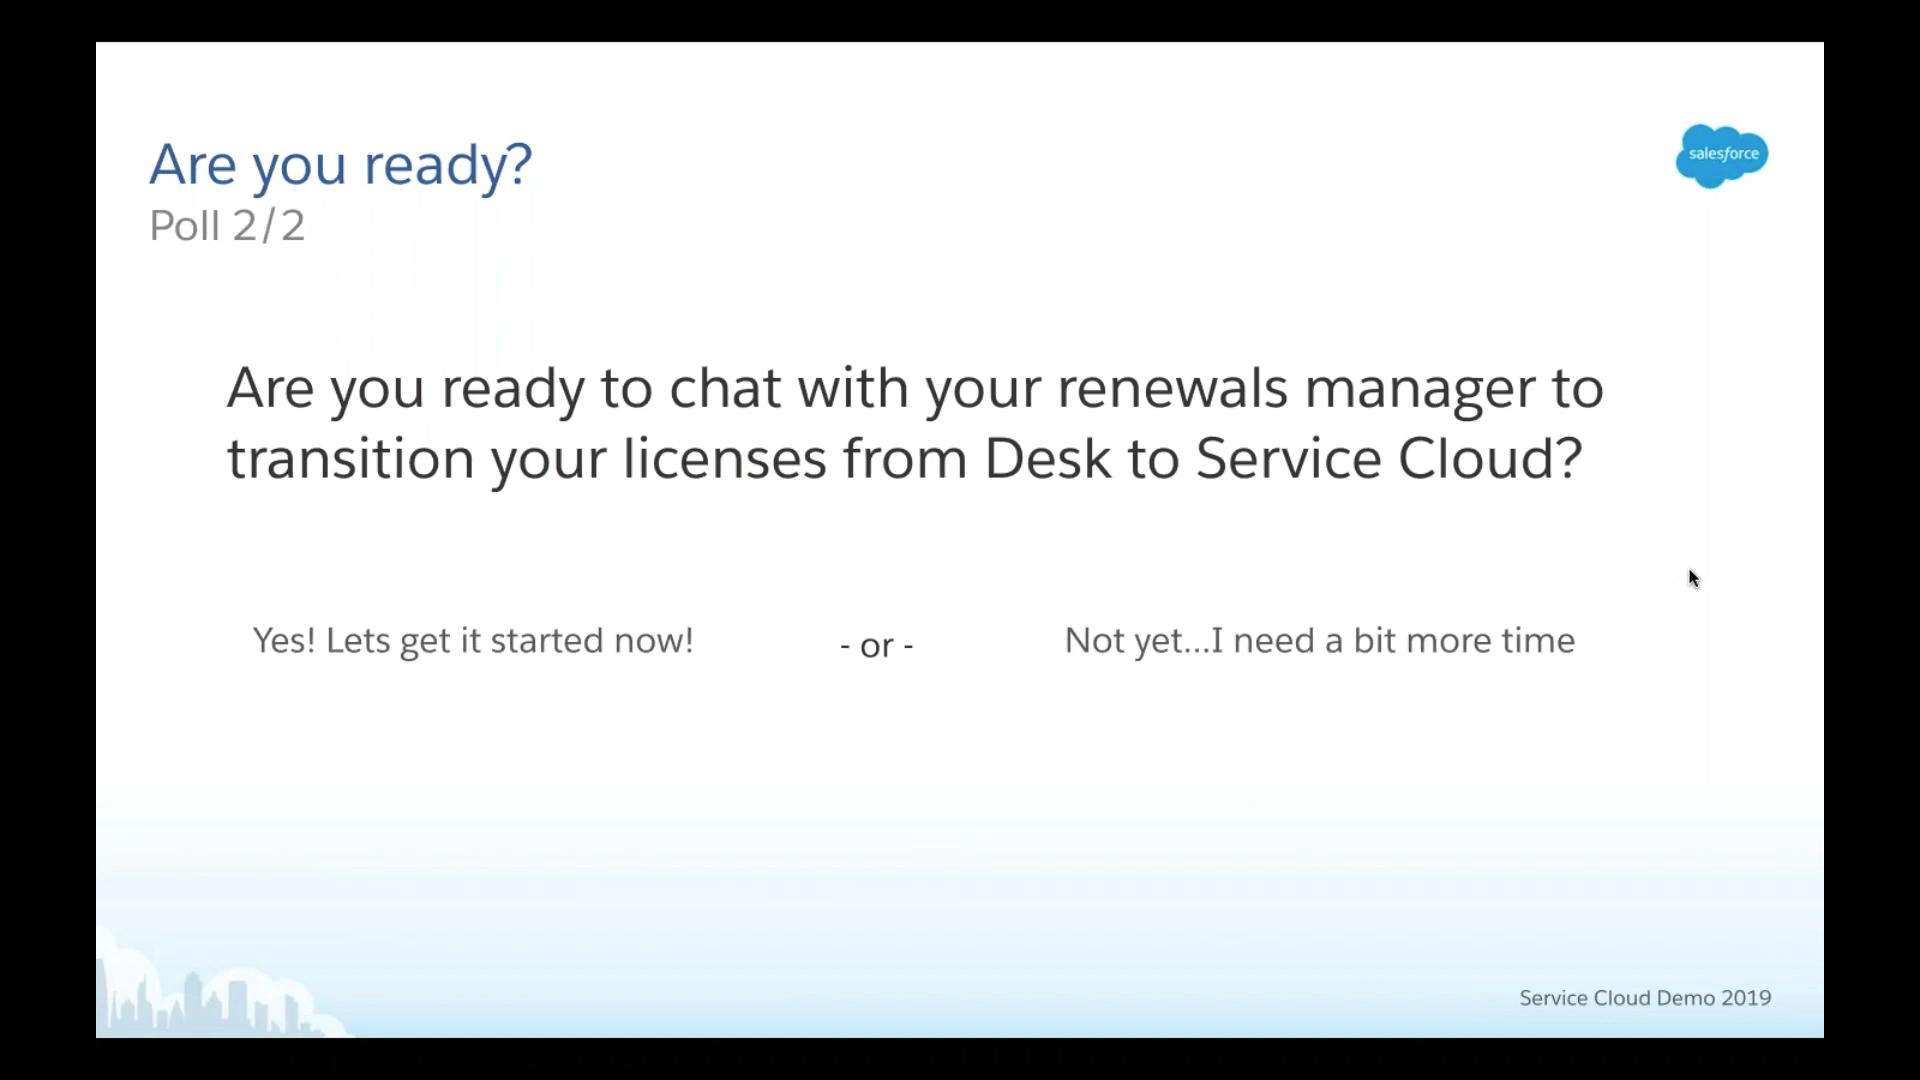 Are you ready?
salesforce
Poll 2/2
Are you ready to chat with your renewals manager to
transition your licenses from Desk to Service Cloud?
Yes! Lets get it started now!
- or -
Not yet...I need a bit more time
Service Cloud Demo 2019